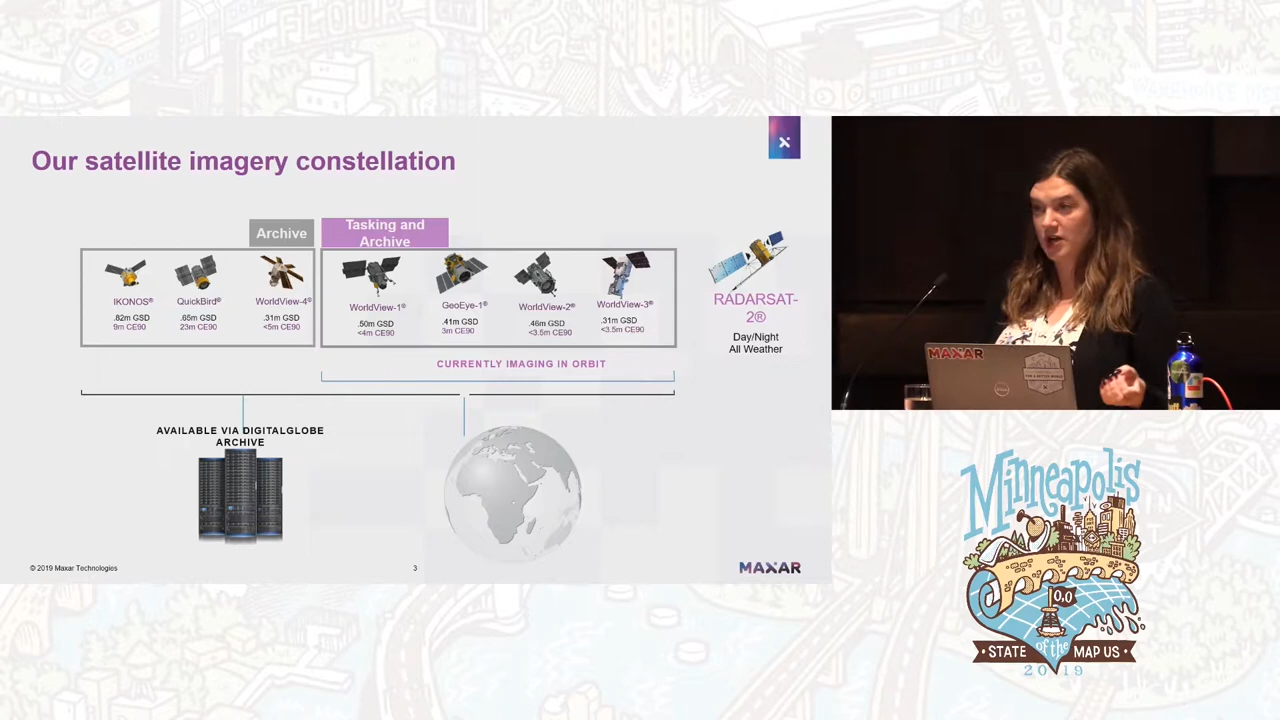 Our satellite imagery constellation
Archive
Tasking and
Archive
IKONOS®
.82m GSD
9m CE90
QuickBird®
.65m GSD
23m CE90
WorldView-4®
.31m GSD
<5m CE90
WorldView-1®
.50m GSD
<4m CE90
GeoEye-1®
.41m GSD
3m CE90
WorldView-2®
.46m GSD
<3.5m CE90
WorldView-3®
.31m GSD
<3.5m CE90
RADARSAT-
2®
Day/Night
All Weather
CURRENTLY IMAGING IN ORBIT
AVAILABLE VIA DIGITALGLOBE
ARCHIVE
© 2019 Maxar Technologies
3
MAXAR
MAXAR
DELL
Minneapolis
0,0
STATE of the MAP US
2019